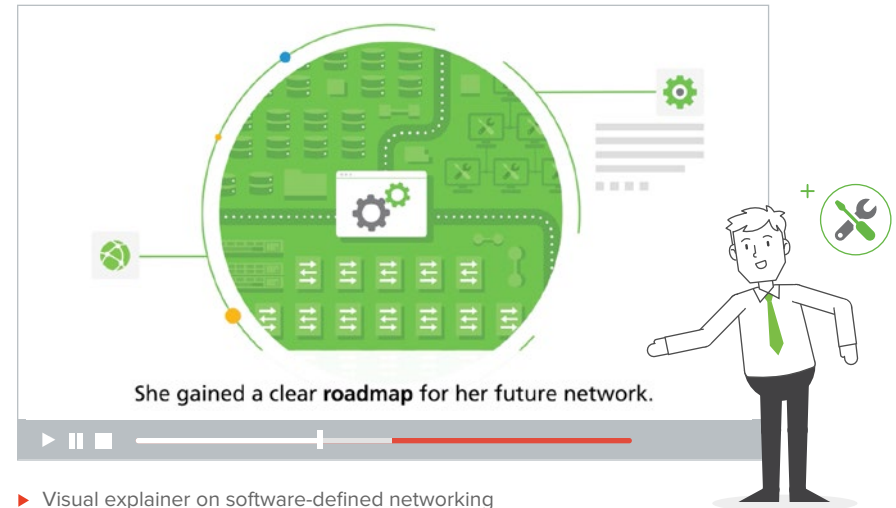 She gained a clear roadmap for her future network.
Visual explainer on software-defined networking